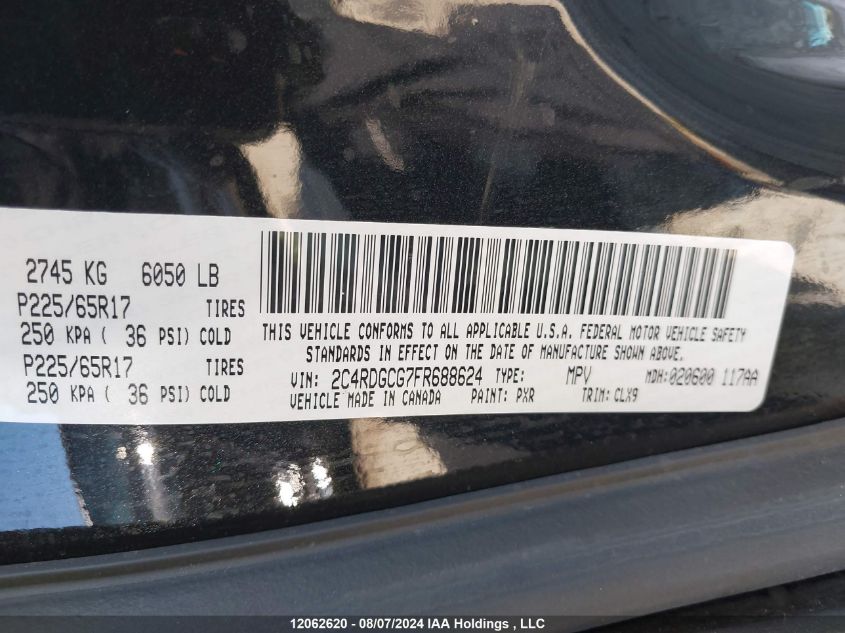 2745 KG 6050 LB
P225/65R17 TIRES
250 KPA ( 36 PSI) COLD
P225/65R17 TIRES
250 KPA ( 36 PSI) COLD
THIS VEHICLE CONFORMS TO ALL APPLICABLE U.S.A. FEDERAL MOTOR VEHICLE SAFETY
STANDARDS IN EFFECT ON THE DATE OF MANUFACTURE SHOWN ABOVE.
VIN: 2C4RDGCG7FR688624 TYPE: MPV MDH:020600 117AA
VEHICLE MADE IN CANADA PAINT: PXR TRIM: CLX9
12062620 - 08/07/2024 IAA Holdings , LLC